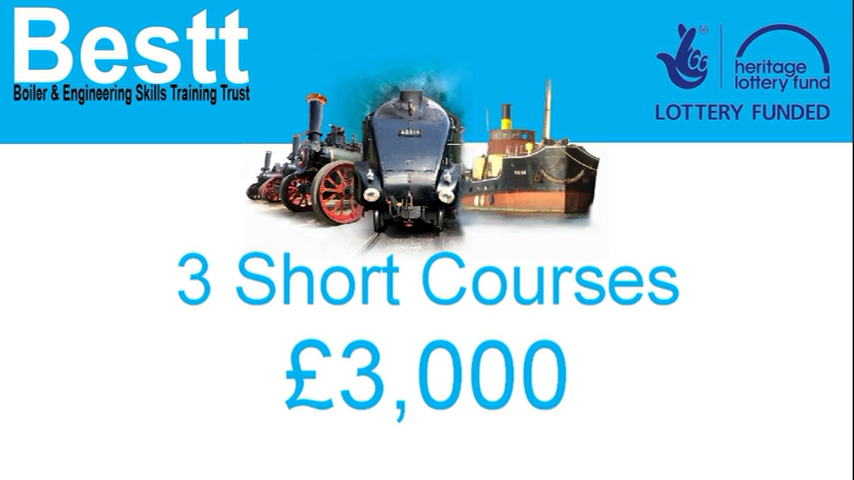 Bestt
Boiler & Engineering Skills Training Trust
heritage
lottery fund
LOTTERY FUNDED
3 Short Courses
£3,000